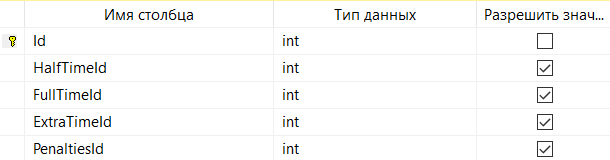 Имя столбца Тип данных Разрешить знач...
Id int
HalfTimeId int
FullTimeId int
ExtraTimeId int
PenaltiesId int